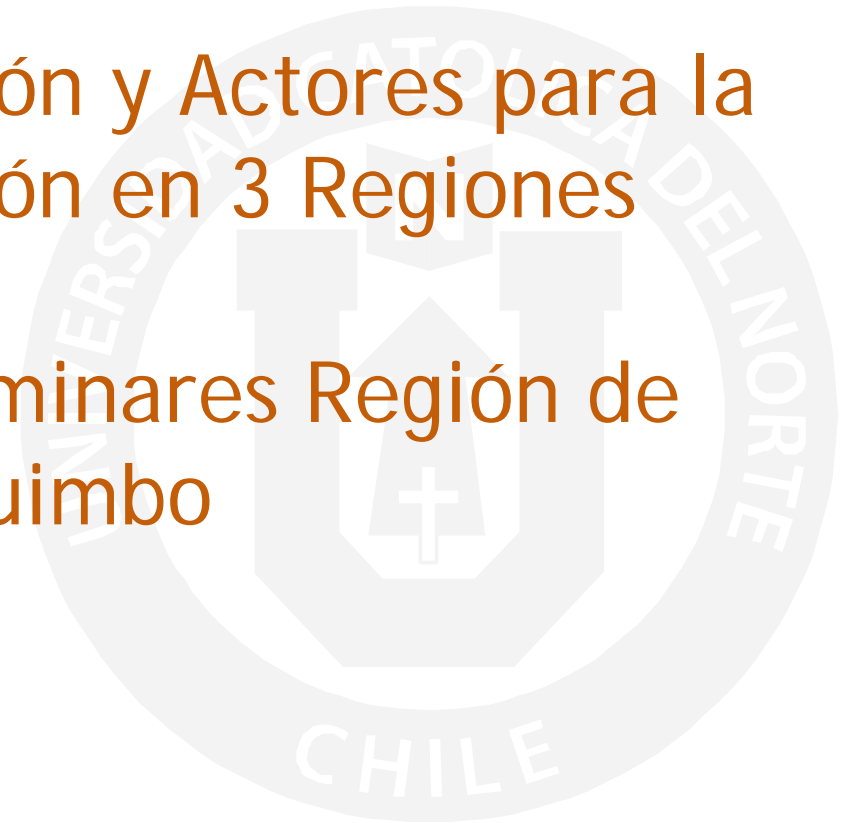 ón y Actores para la
ón en 3 Regiones
minares Región de
uimbo
UNIVERSIDAD CATOLICA DEL NORTE
CHILE